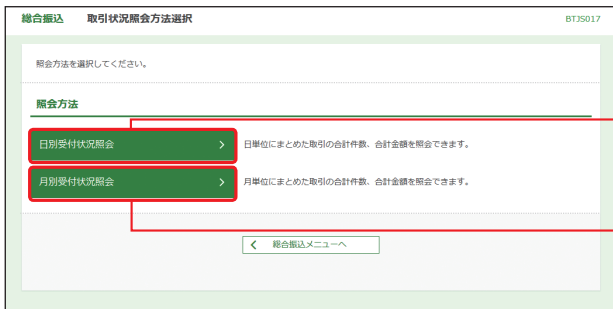 総合振込 取引状況照会方法選択 BTJS017
照会方法を選択してください。
照会方法
日別受付状況照会 日単位にまとめた取引の合計件数、合計金額を照会できます。
月別受付状況照会 月単位にまとめた取引の合計件数、合計金額を照会できます。
総合振込メニューへ